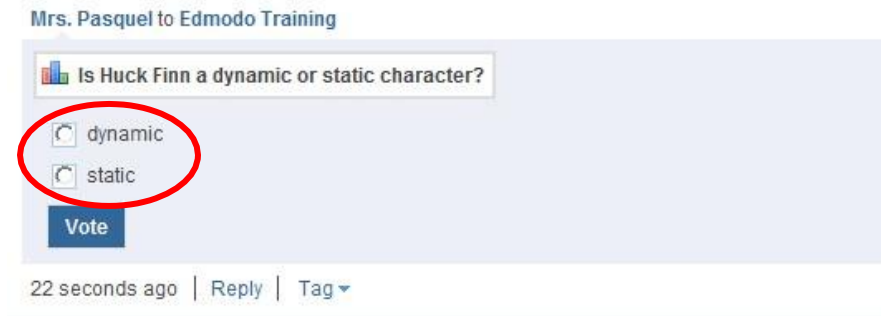 Mrs. Pasquel to Edmodo Training
Is Huck Finn a dynamic or static character?
dynamic
static
Vote
22 seconds ago | Reply | Tag